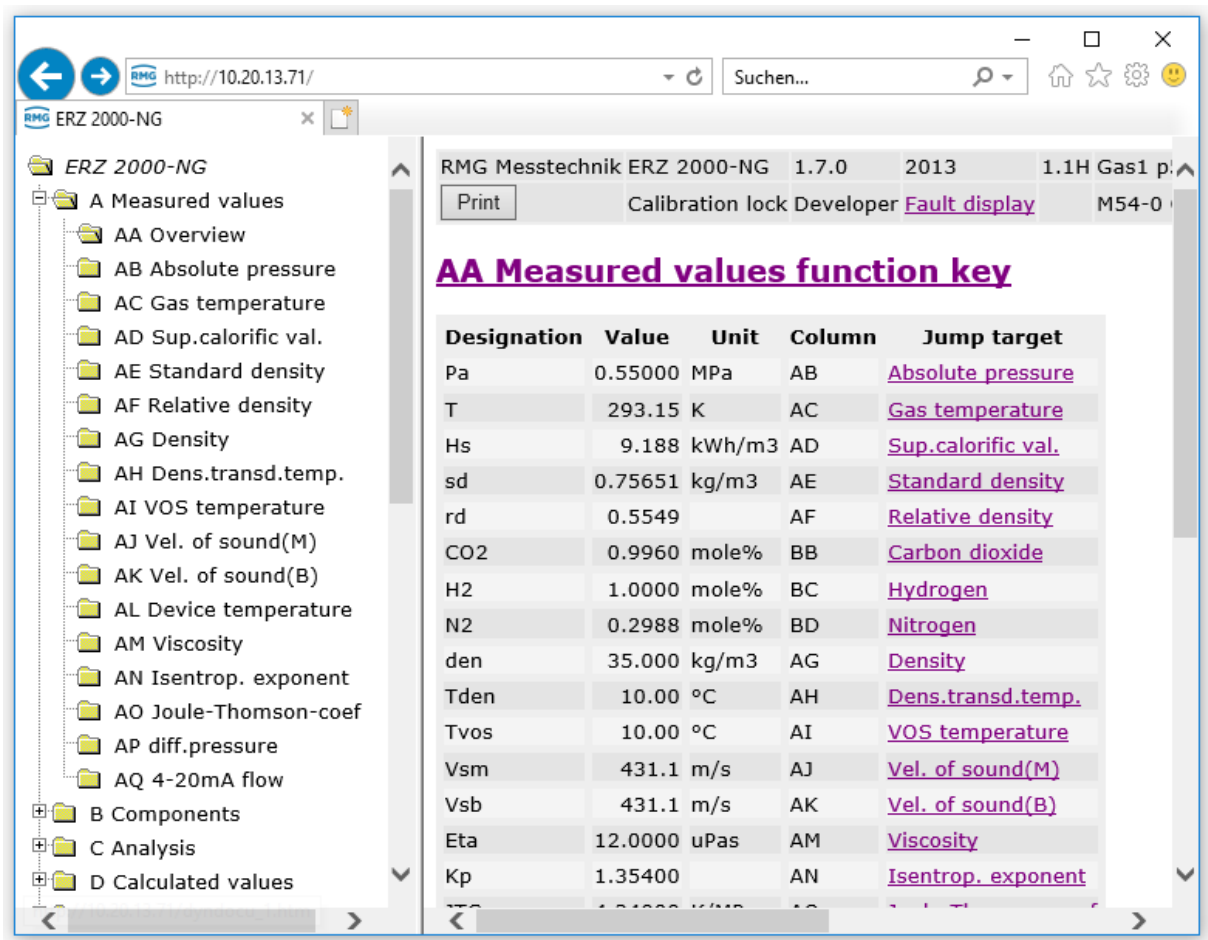 RMG http://10.20.13.71/ Suchen...
RMG ERZ 2000-NG
ERZ 2000-NG
A Measured values
AA Overview
AB Absolute pressure
AC Gas temperature
AD Sup.calorific val.
AE Standard density
AF Relative density
AG Density
AH Dens.transd.temp.
AI VOS temperature
AJ Vel. of sound(M)
AK Vel. of sound(B)
AL Device temperature
AM Viscosity
AN Isentrop. exponent
AO Joule-Thomson-coef
AP diff.pressure
AQ 4-20mA flow
B Components
C Analysis
D Calculated values
RMG Messtechnik ERZ 2000-NG 1.7.0 2013 1.1H Gas1
Print Calibration lock Developer Fault display M54-0
AA Measured values function key
Designation Value Unit Column Jump target
Pa 0.55000 MPa AB Absolute pressure
T 293.15 K AC Gas temperature
Hs 9.188 kWh/m3 AD Sup.calorific val.
sd 0.75651 kg/m3 AE Standard density
rd 0.5549 AF Relative density
CO2 0.9960 mole% BB Carbon dioxide
H2 1.0000 mole% BC Hydrogen
N2 0.2988 mole% BD Nitrogen
den 35.000 kg/m3 AG Density
Tden 10.00 °C AH Dens.transd.temp.
Tvos 10.00 °C AI VOS temperature
Vsm 431.1 m/s AJ Vel. of sound(M)
Vsb 431.1 m/s AK Vel. of sound(B)
Eta 12.0000 uPas AM Viscosity
Kp 1.35400 AN Isentrop. exponent